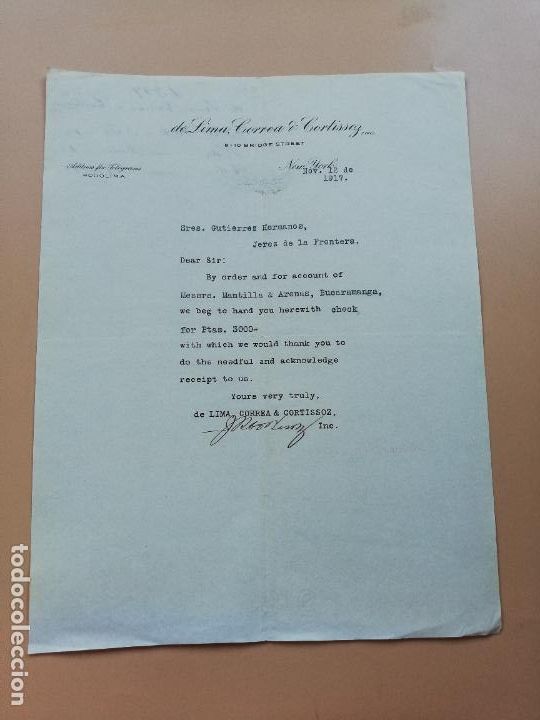 de Lima, Correa & Cortissoz, INC.
BRIDGE STREET
Address for Telegrams
New York,
Nov. 12 de
1917.
Sres. Gutierrez Hermanos,
Jerez de la Frontera.
Dear Sir:
By order and for account of
Messrs. Mantilla & Arenas, Bucaramanga,
we beg to hand you herewith check
for Ptas. 3000-
with which we would thank you to
do the needful and acknowledge
receipt to us.
Yours very truly,
de LIMA, CORREA & CORTISSOZ,
Inc.
todocoleccion